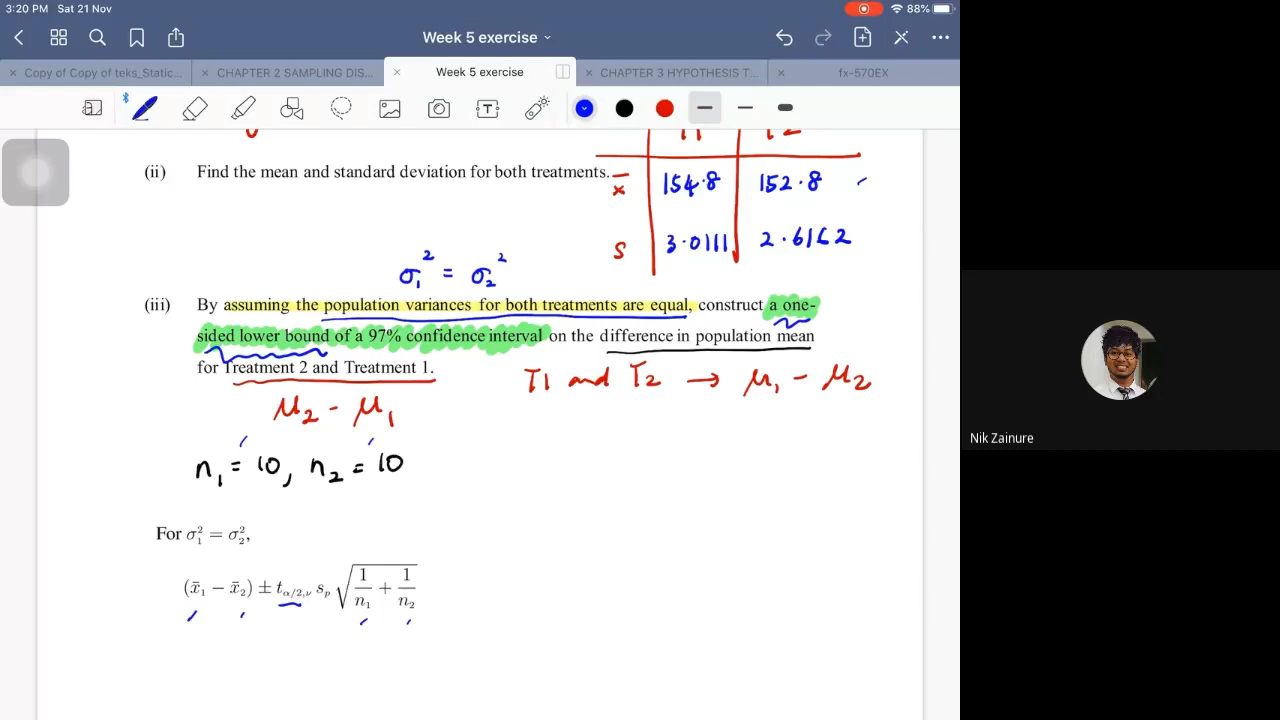 3:20 PM Sat 21 Nov
88%
Week 5 exercise
Copy of Copy of teks_Static...
CHAPTER 2 SAMPLING DIS...
Week 5 exercise
CHAPTER 3 HYPOTHESIS T...
fx-570EX
(ii) Find the mean and standard deviation for both treatments.
x̄ 154.8 152.8
s 3.0111 2.6162
σ₁² = σ₂²
(iii) By assuming the population variances for both treatments are equal, construct a one-
sided lower bound of a 97% confidence interval on the difference in population mean
for Treatment 2 and Treatment 1.
T1 and T2 → μ₁ − μ₂
μ₂ − μ₁
n₁ = 10, n₂ = 10
For σ₁² = σ₂²,
(x̄₁ − x̄₂) ± t_{α/2,ν} s_p √(1/n₁ + 1/n₂)
Nik Zainure